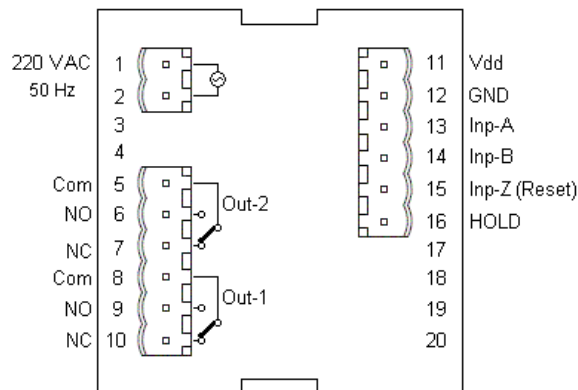 220 VAC 1
50 Hz 2
3
4
Com 5
NO 6
NC 7
Com 8
NO 9
NC 10
Out-2
Out-1
11 Vdd
12 GND
13 Inp-A
14 Inp-B
15 Inp-Z (Reset)
16 HOLD
17
18
19
20